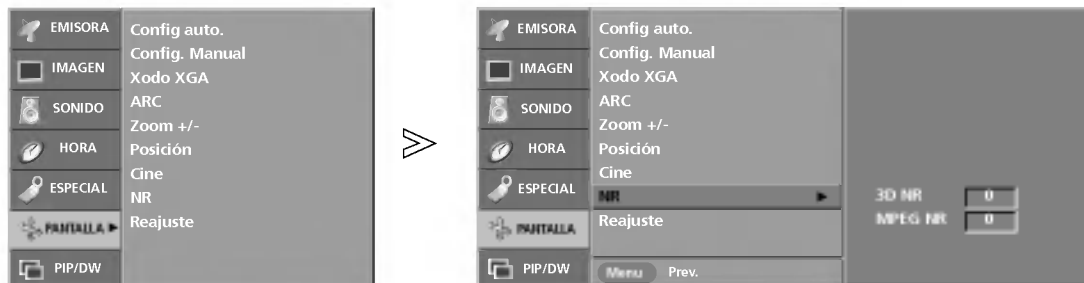 EMISORA
IMAGEN
SONIDO
HORA
ESPECIAL
PANTALLA
PIP/DW
Config auto.
Config. Manual
Xodo XGA
ARC
Zoom +/-
Posición
Cine
NR
Reajuste
EMISORA
IMAGEN
SONIDO
HORA
ESPECIAL
PANTALLA
PIP/DW
Config auto.
Config. Manual
Xodo XGA
ARC
Zoom +/-
Posición
Cine
NR
Reajuste
Menu Prev.
3D NR 0
MPEG NR 0